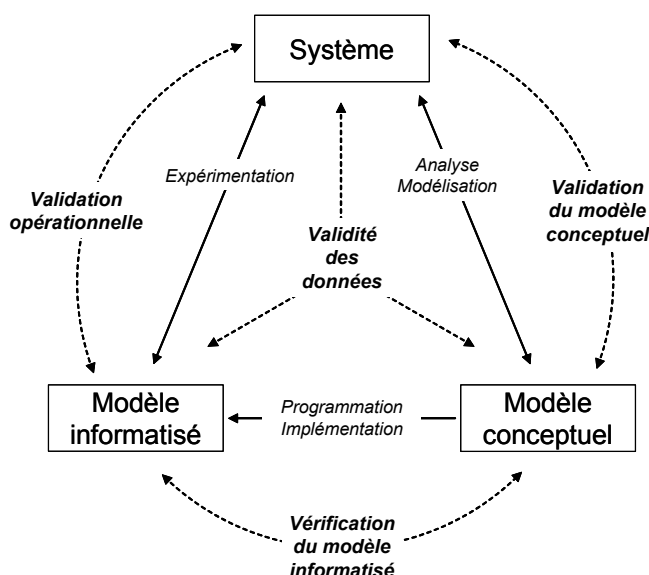 Système
Expérimentation
Analyse
Modélisation
Validation
opérationnelle
Validité
des
données
Validation
du modèle
conceptuel
Modèle
informatisé
Programmation
Implémentation
Modèle
conceptuel
Vérification
du modèle
informatisé